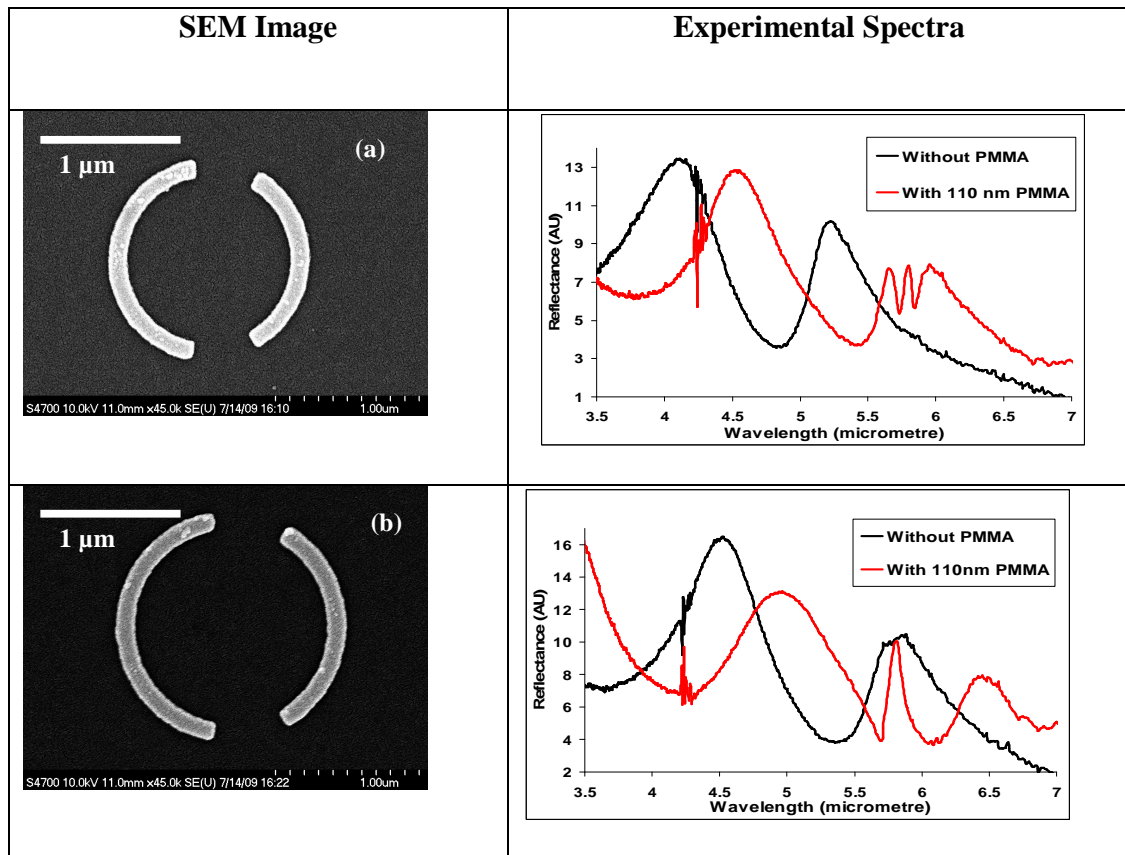 SEM Image
Experimental Spectra
1 µm
(a)
S4700 10.0kV 11.0mm x45.0k SE(U) 7/14/09 16:10
1.00um
Reflectance (AU)
13
11
9
7
5
3
1
Without PMMA
With 110 nm PMMA
3.5 4 4.5 5 5.5 6 6.5 7
Wavelength (micrometre)
1 µm
(b)
S4700 10.0kV 11.0mm x45.0k SE(U) 7/14/09 16:22
1.00um
Reflectance (AU)
16
14
12
10
8
6
4
2
Without PMMA
With 110nm PMMA
3.5 4 4.5 5 5.5 6 6.5 7
Wavelength (micrometre)